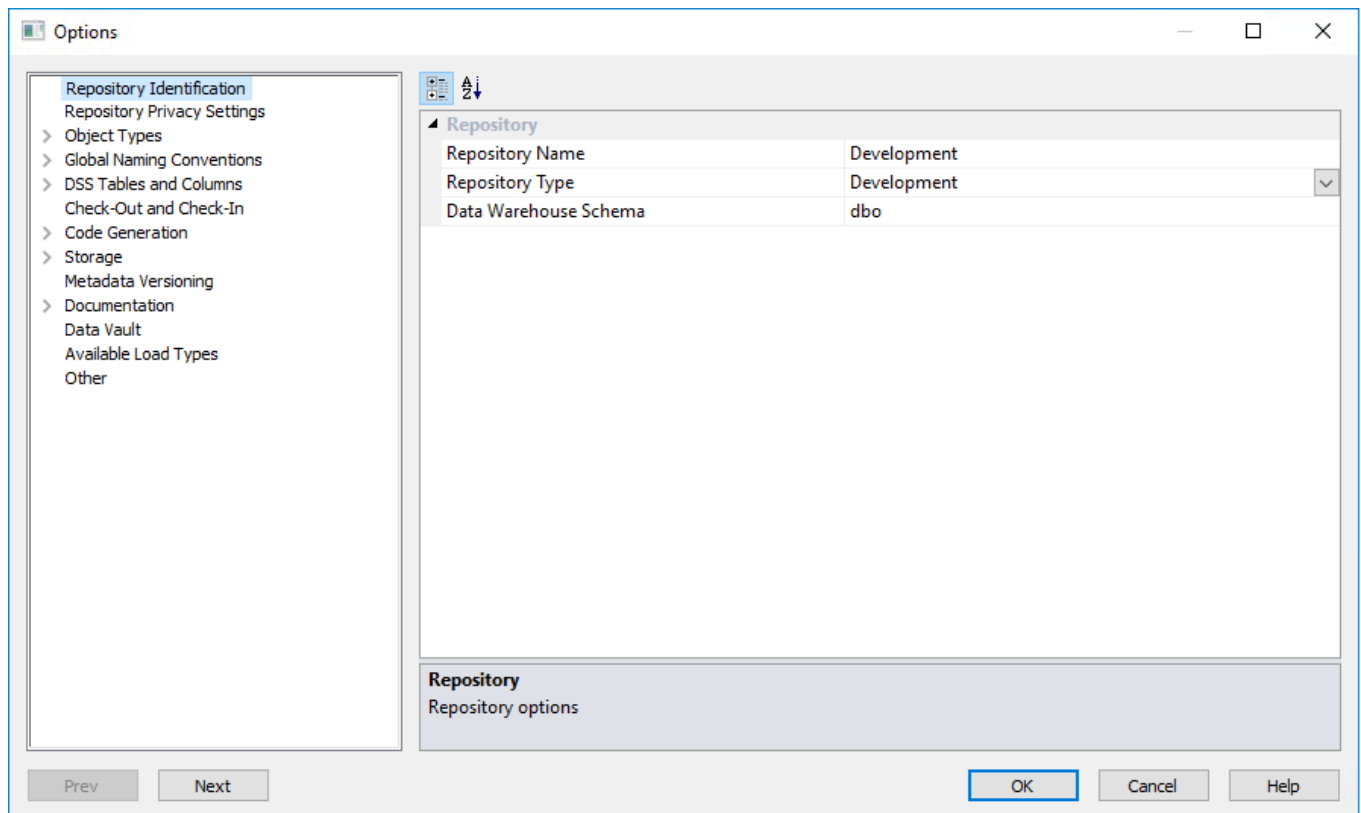 Options
Repository Identification
Repository Privacy Settings
Object Types
Global Naming Conventions
DSS Tables and Columns
Check-Out and Check-In
Code Generation
Storage
Metadata Versioning
Documentation
Data Vault
Available Load Types
Other
A
Z
Repository
Repository Name Development
Repository Type Development
Data Warehouse Schema dbo
Repository
Repository options
Prev Next OK Cancel Help